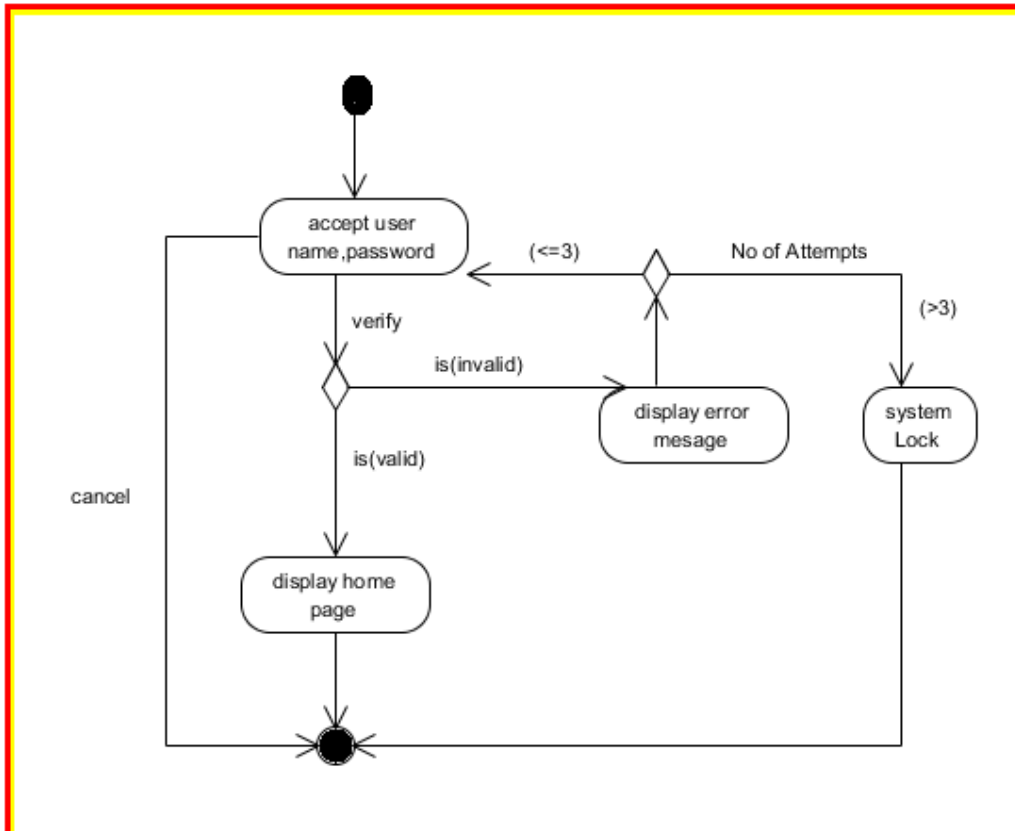 accept user
name,password
(<=3)
No of Attempts
(>3)
verify
is(invalid)
display error
mesage
system
Lock
is(valid)
cancel
display home
page